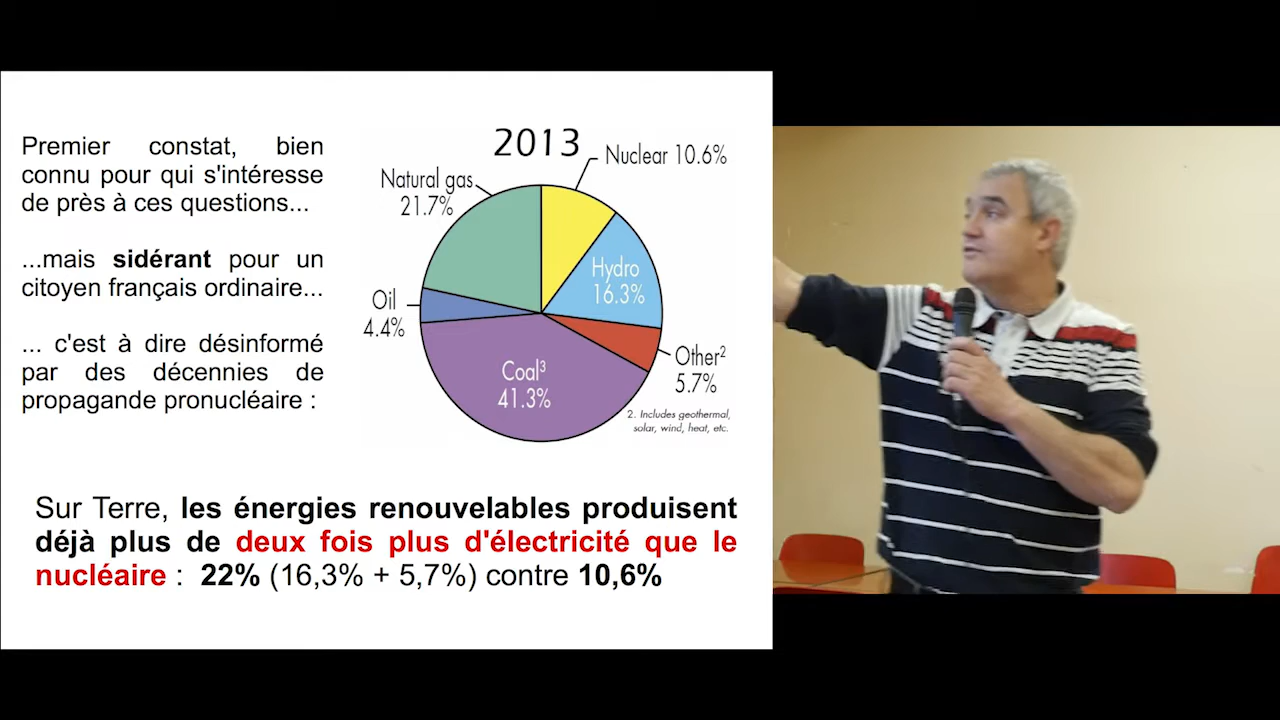 Premier constat, bien
connu pour qui s'intéresse
de près à ces questions...
...mais sidérant pour un
citoyen français ordinaire...
... c'est à dire désinformé
par des décennies de
propagande pronucléaire :
2013
Nuclear 10.6%
Natural gas
21.7%
Hydro
16.3%
Oil
4.4%
Other²
5.7%
Coal³
41.3%
2. Includes geothermal,
solar, wind, heat, etc.
Sur Terre, les énergies renouvelables produisent
déjà plus de deux fois plus d'électricité que le
nucléaire : 22% (16,3% + 5,7%) contre 10,6%